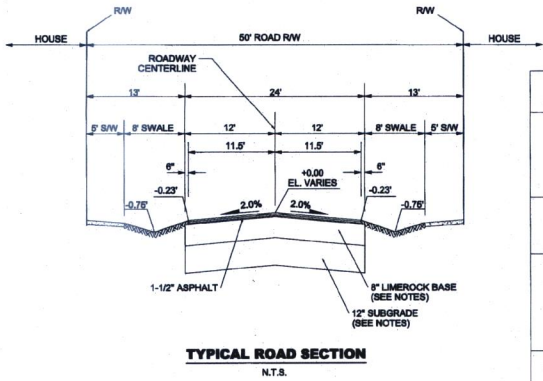 R/W
R/W
HOUSE
50' ROAD R/W
HOUSE
ROADWAY
CENTERLINE
13'
24'
13'
5' S/W
8' SWALE
12'
12'
8' SWALE
5' S/W
11.5'
11.5'
6"
+0.00
EL. VARIES
6"
-0.23'
-0.23'
-0.75'
2.0%
2.0%
-0.75'
1-1/2" ASPHALT
8" LIMEROCK BASE
(SEE NOTES)
12" SUBGRADE
(SEE NOTES)
TYPICAL ROAD SECTION
N.T.S.